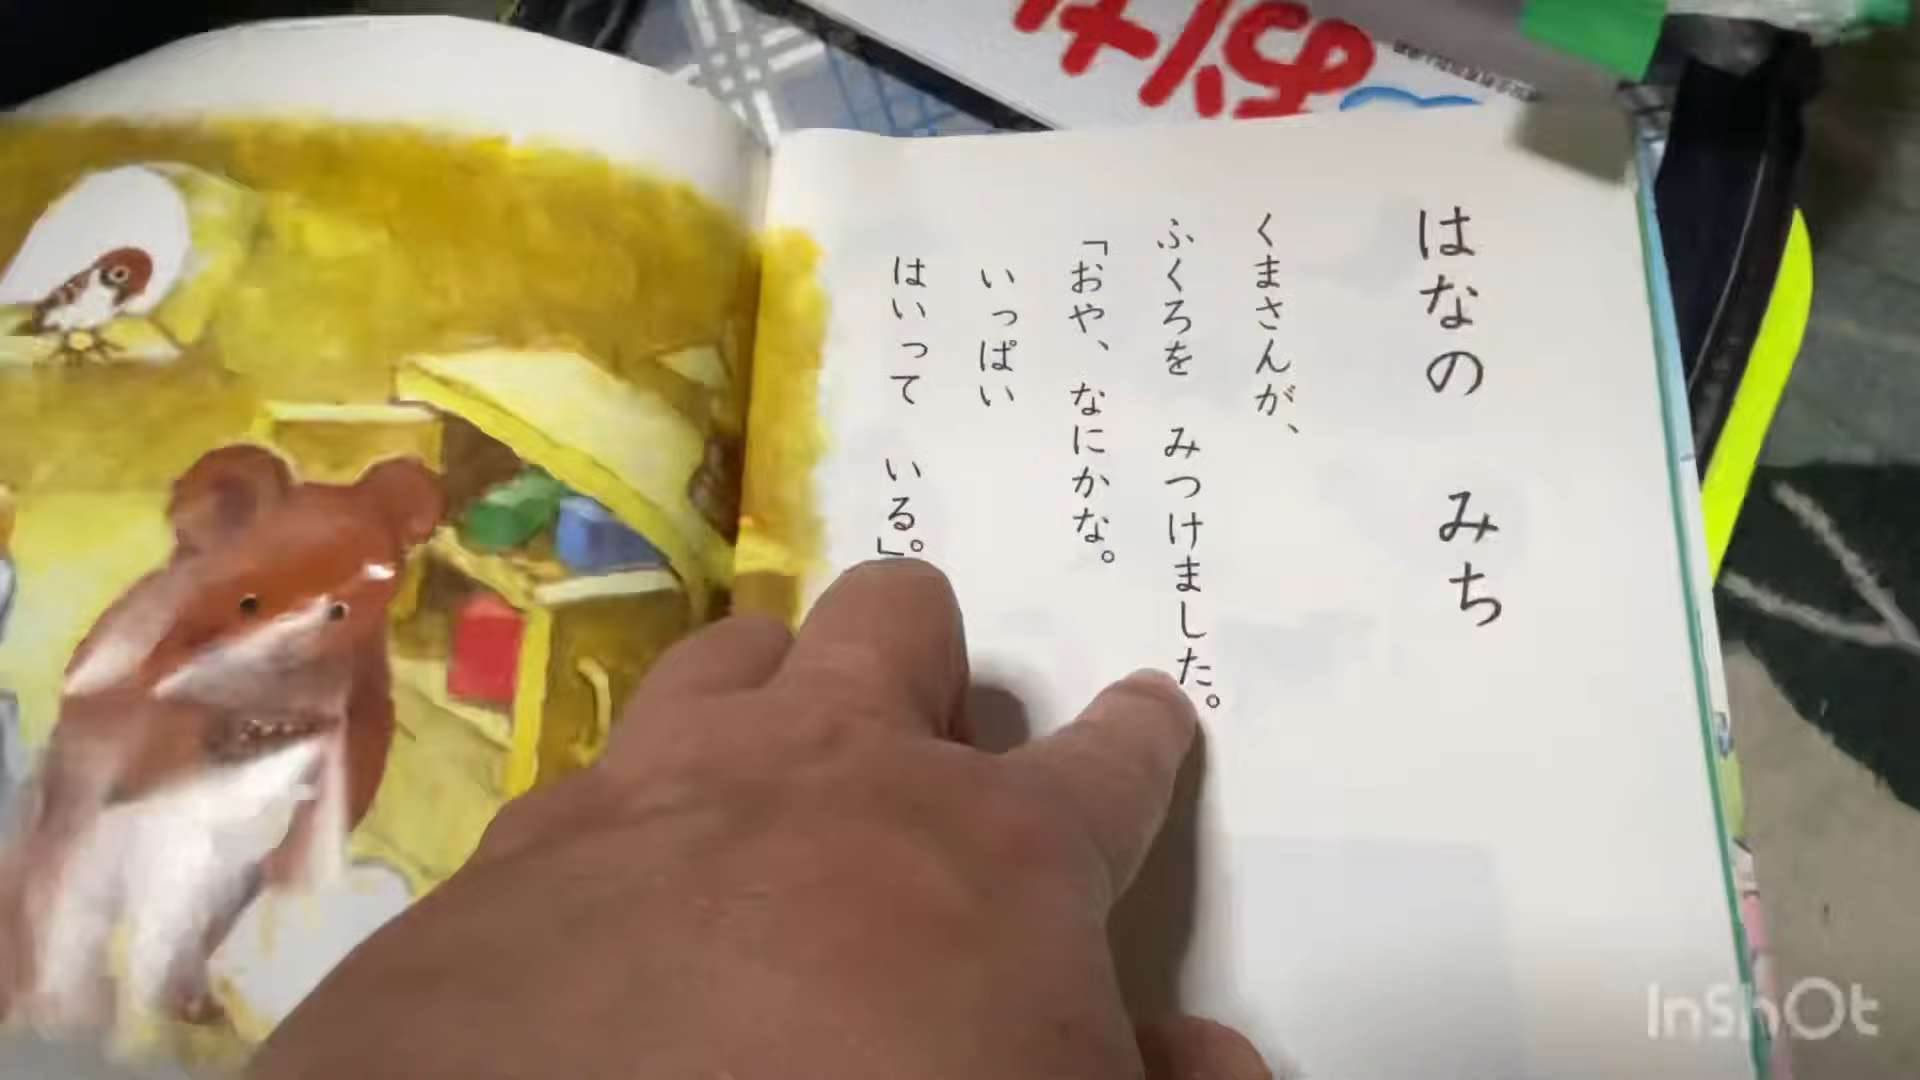 はなの　みち
くまさんが、
ふくろを　みつけました。
「おや、なにかな。
いっぱい
はいって　いる。」
InShOt